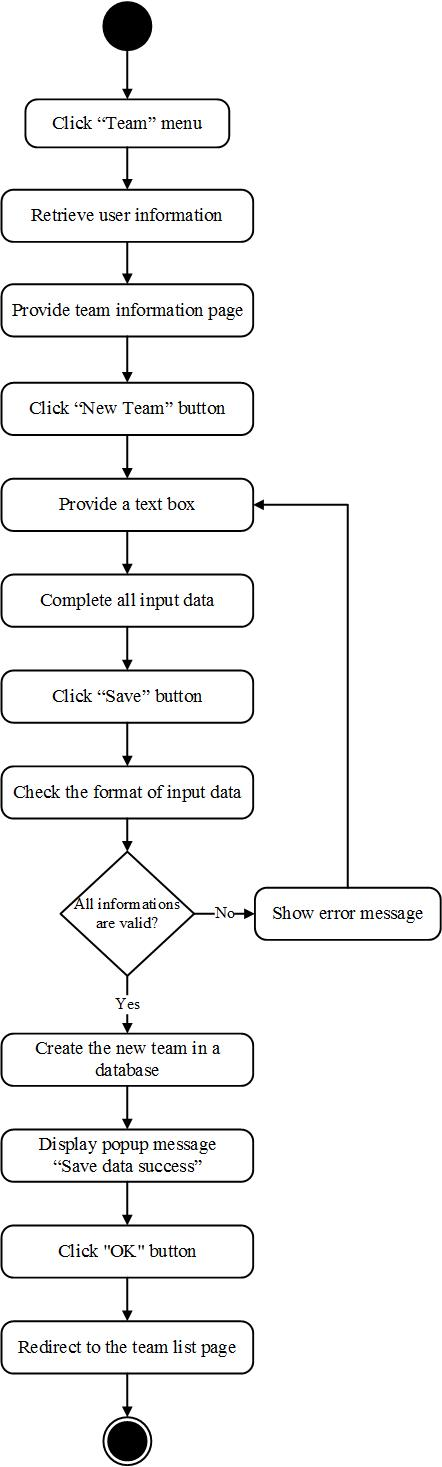 Click “Team” menu
Retrieve user information
Provide team information page
Click “New Team” button
Provide a text box
Complete all input data
Click “Save” button
Check the format of input data
All informations
are valid?
No
Show error message
Yes
Create the new team in a
database
Display popup message
“Save data success”
Click "OK" button
Redirect to the team list page